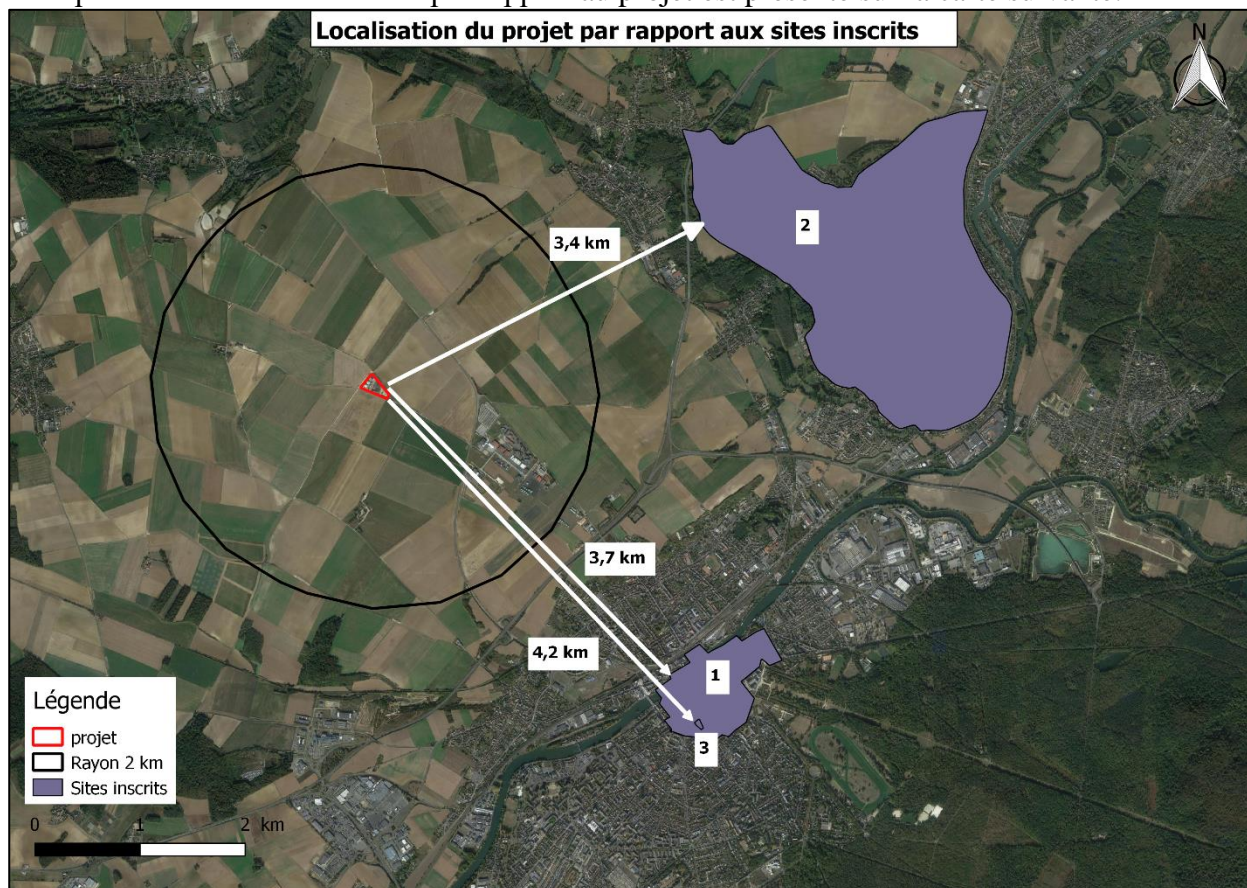 Localisation du projet par rapport aux sites inscrits
N
2
3,4 km
3,7 km
4,2 km
1
3
Légende
projet
Rayon 2 km
Sites inscrits
0 1 2 km